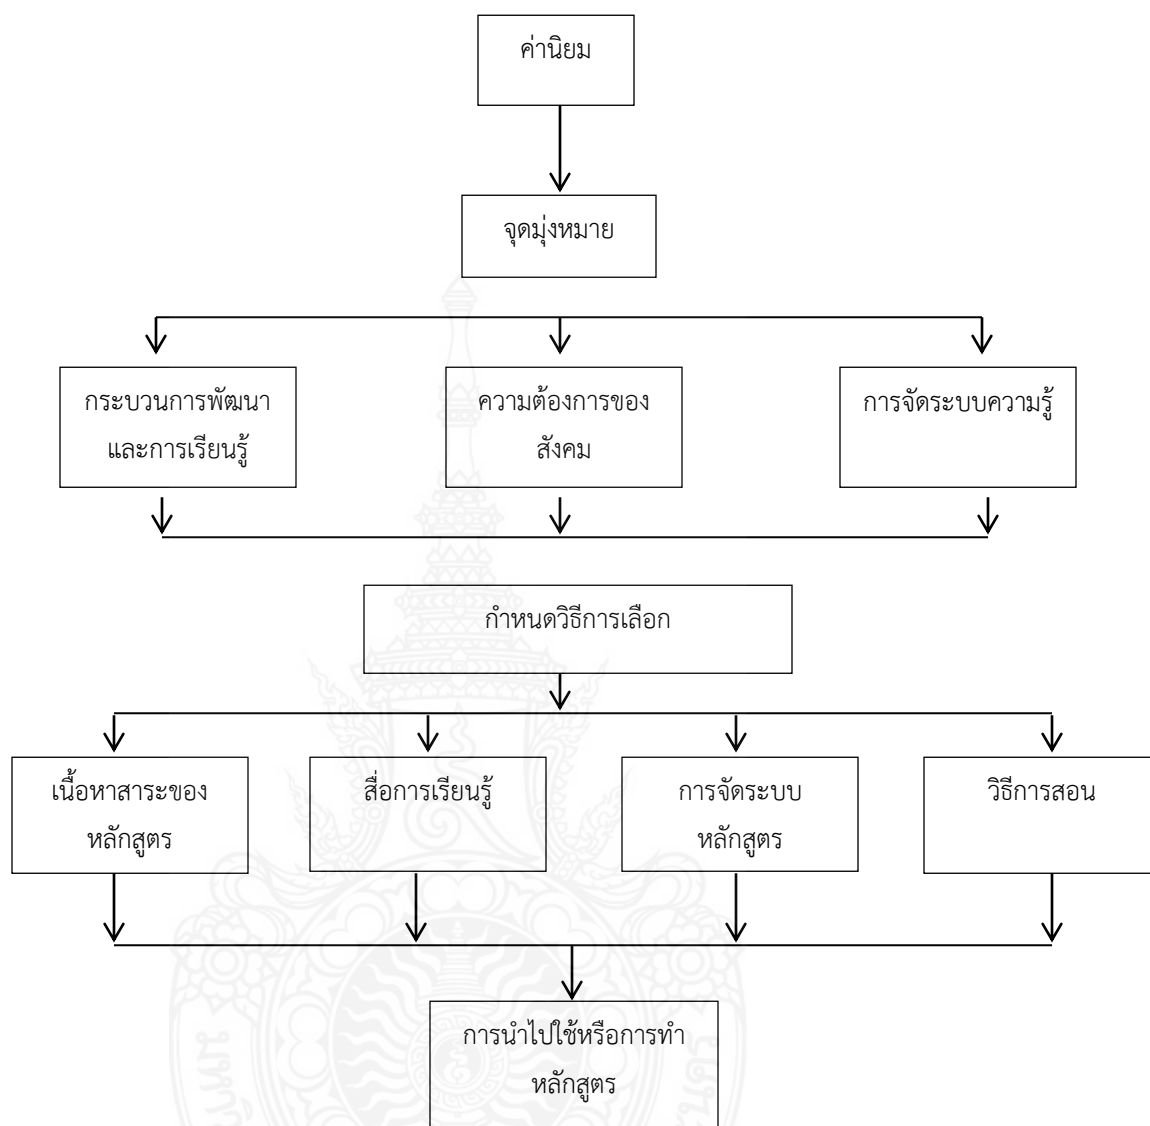 ค่านิยม
จุดมุ่งหมาย
กระบวนการพัฒนา
และการเรียนรู้
ความต้องการของ
สังคม
การจัดระบบความรู้
กำหนดวิธีการเลือก
เนื้อหาสาระของ
หลักสูตร
สื่อการเรียนรู้
การจัดระบบ
หลักสูตร
วิธีการสอน
การนำไปใช้หรือการทำ
หลักสูตร